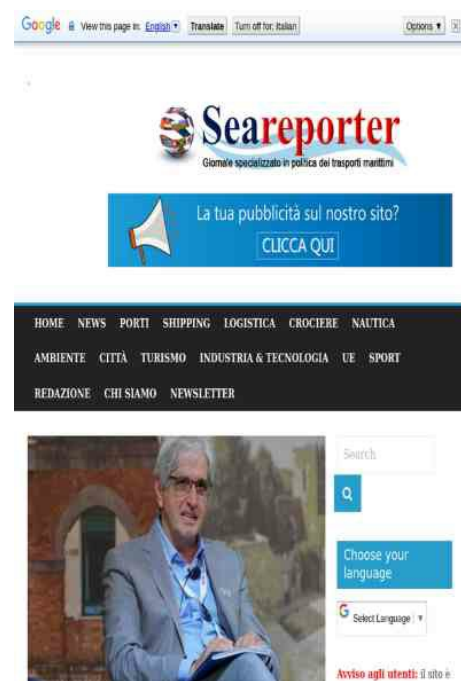 Google View this page in: English Translate Turn off for: Italian Options
Seareporter
Giornale specializzato in politica dei trasporti marittimi
La tua pubblicità sul nostro sito?
CLICCA QUI
HOME NEWS PORTI SHIPPING LOGISTICA CROCIERE NAUTICA
AMBIENTE CITTÀ TURISMO INDUSTRIA & TECNOLOGIA UE SPORT
REDAZIONE CHI SIAMO NEWSLETTER
Search
Choose your
language
G Select Language
Avviso agli utenti: il sito è